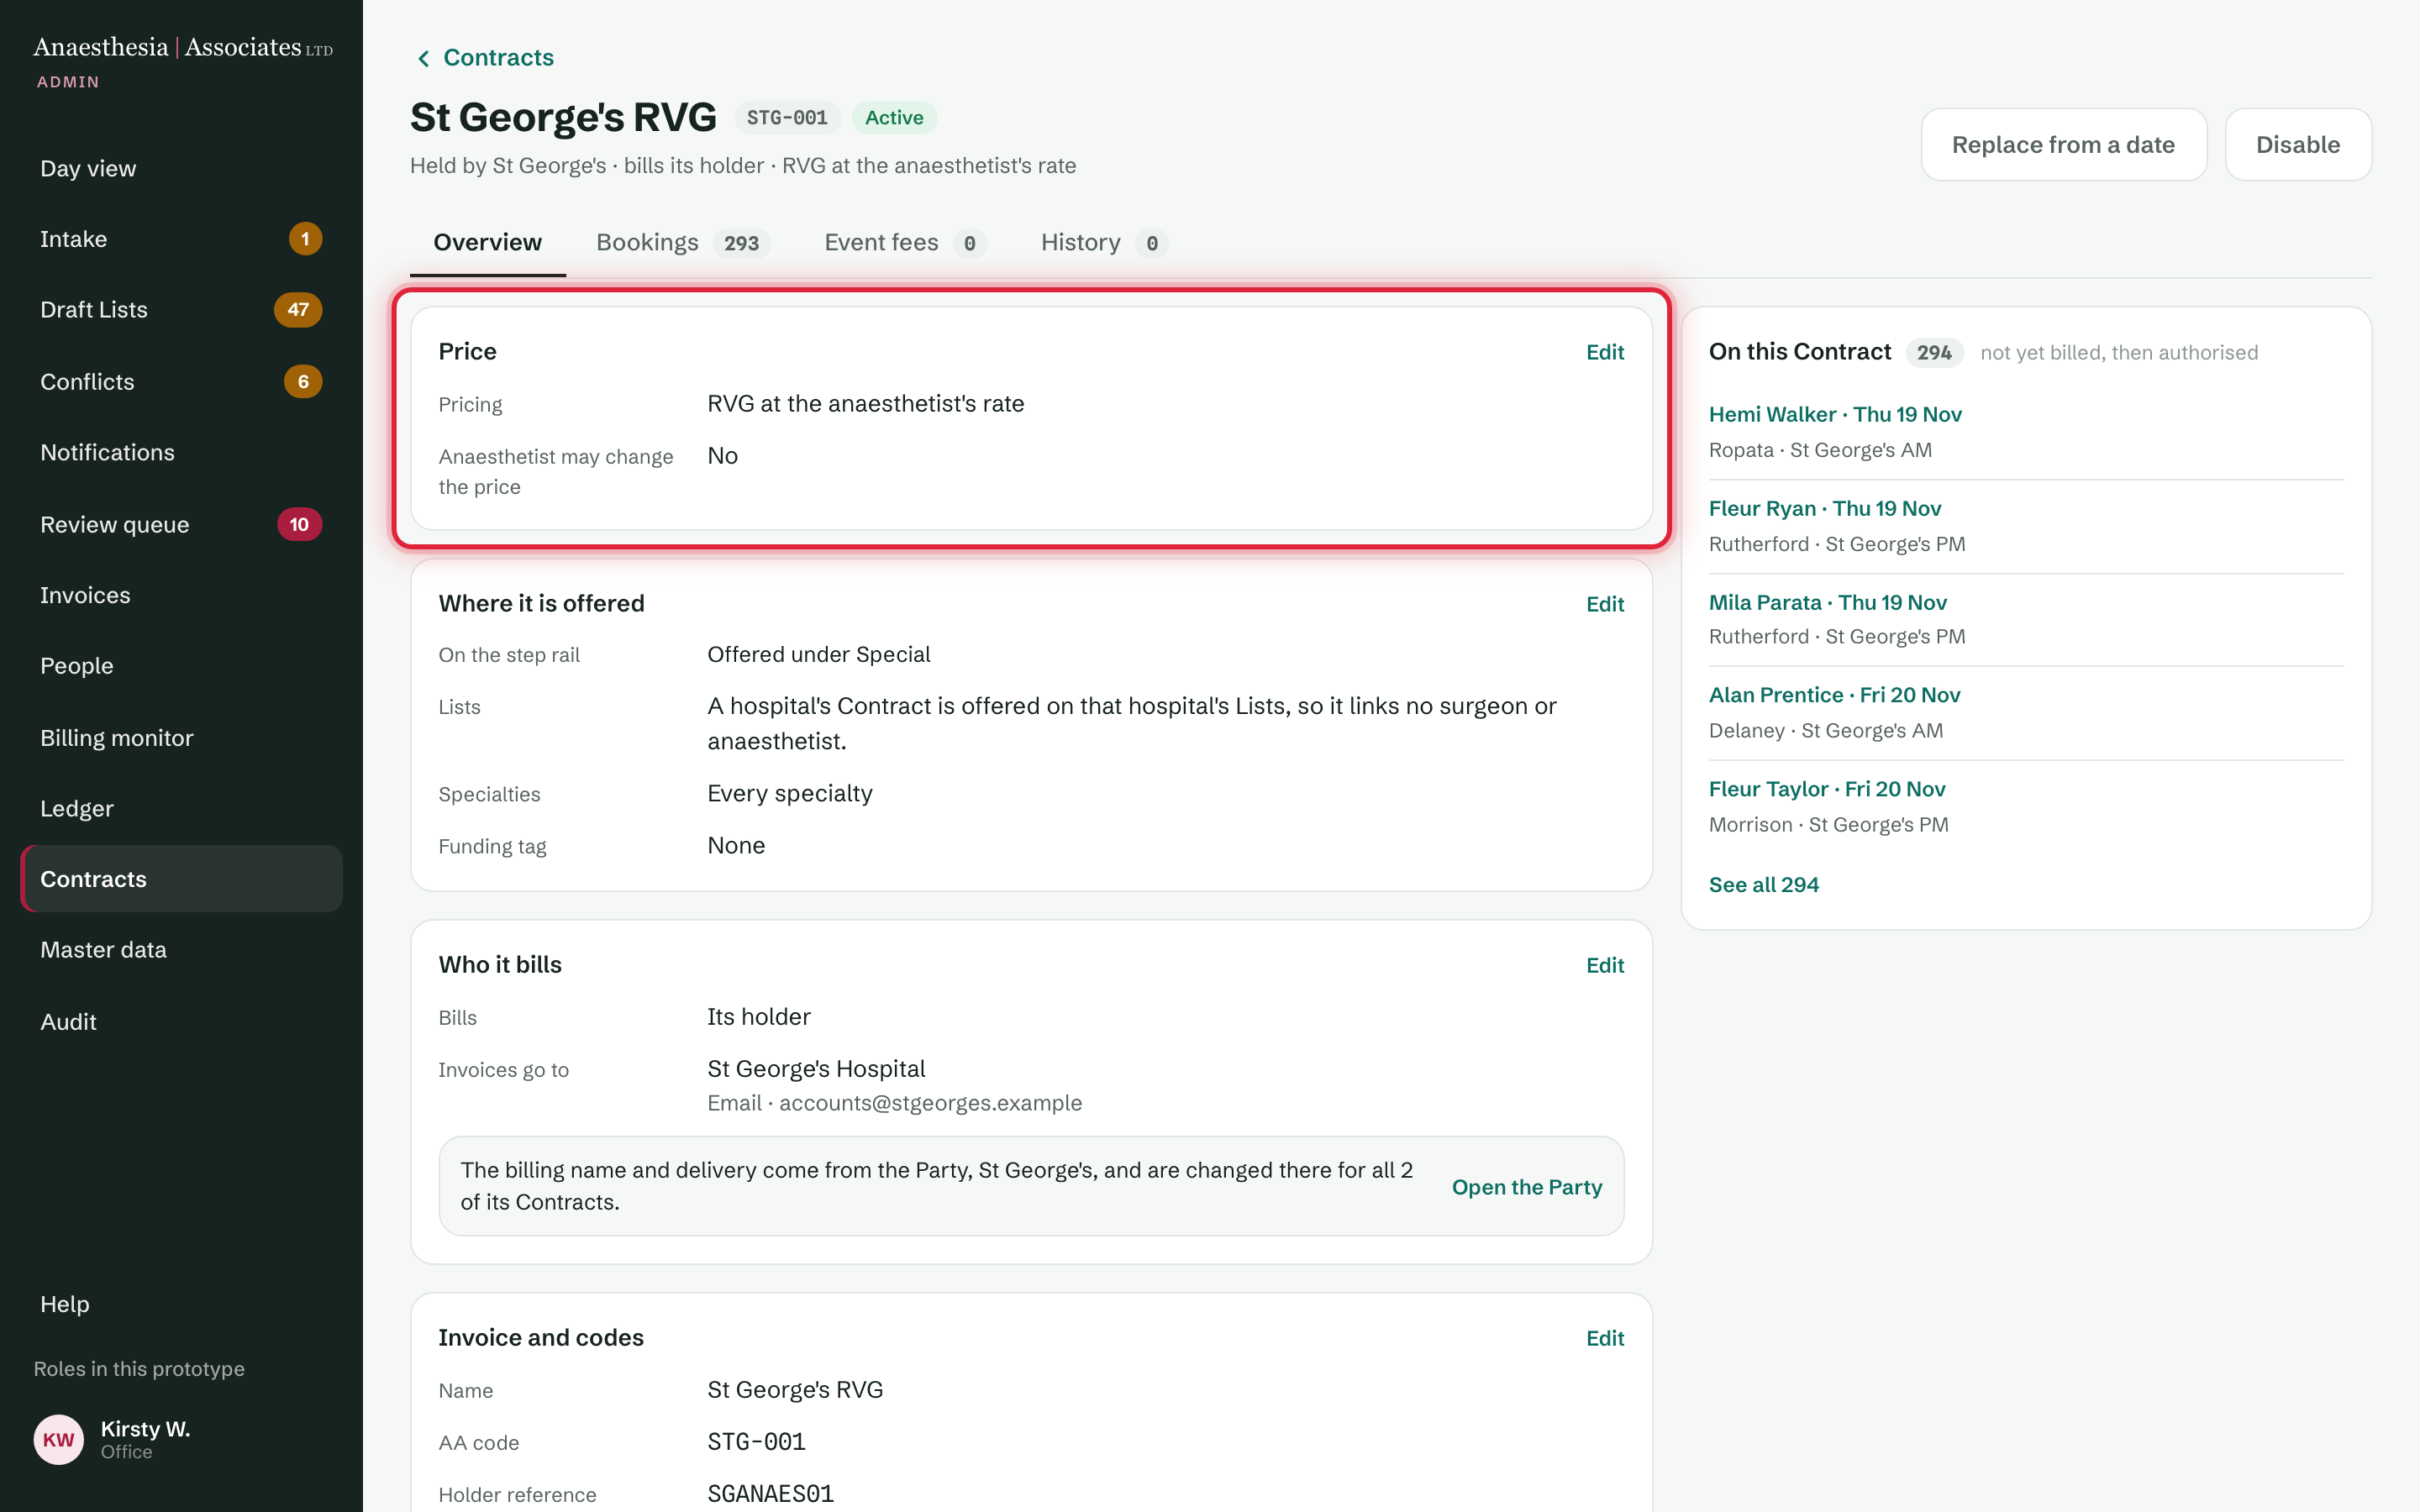 Anaesthesia | Associates LTD
ADMIN
Day view
Intake 1
Draft Lists 47
Conflicts 6
Notifications
Review queue 10
Invoices
People
Billing monitor
Ledger
Contracts
Master data
Audit
Help
Roles in this prototype
KW
Kirsty W.
Office
Contracts
St George's RVG STG-001 Active
Held by St George's · bills its holder · RVG at the anaesthetist's rate
Replace from a date
Disable
Overview Bookings 293 Event fees 0 History 0
Price Edit
Pricing RVG at the anaesthetist's rate
Anaesthetist may change No
the price
Where it is offered Edit
On the step rail Offered under Special
Lists A hospital's Contract is offered on that hospital's Lists, so it links no surgeon or
anaesthetist.
Specialties Every specialty
Funding tag None
Who it bills Edit
Bills Its holder
Invoices go to St George's Hospital
Email · accounts@stgeorges.example
The billing name and delivery come from the Party, St George's, and are changed there for all 2
of its Contracts.
Open the Party
Invoice and codes Edit
Name St George's RVG
AA code STG-001
Holder reference SGANAES01
On this Contract 294 not yet billed, then authorised
Hemi Walker · Thu 19 Nov
Ropata · St George's AM
Fleur Ryan · Thu 19 Nov
Rutherford · St George's PM
Mila Parata · Thu 19 Nov
Rutherford · St George's PM
Alan Prentice · Fri 20 Nov
Delaney · St George's AM
Fleur Taylor · Fri 20 Nov
Morrison · St George's PM
See all 294